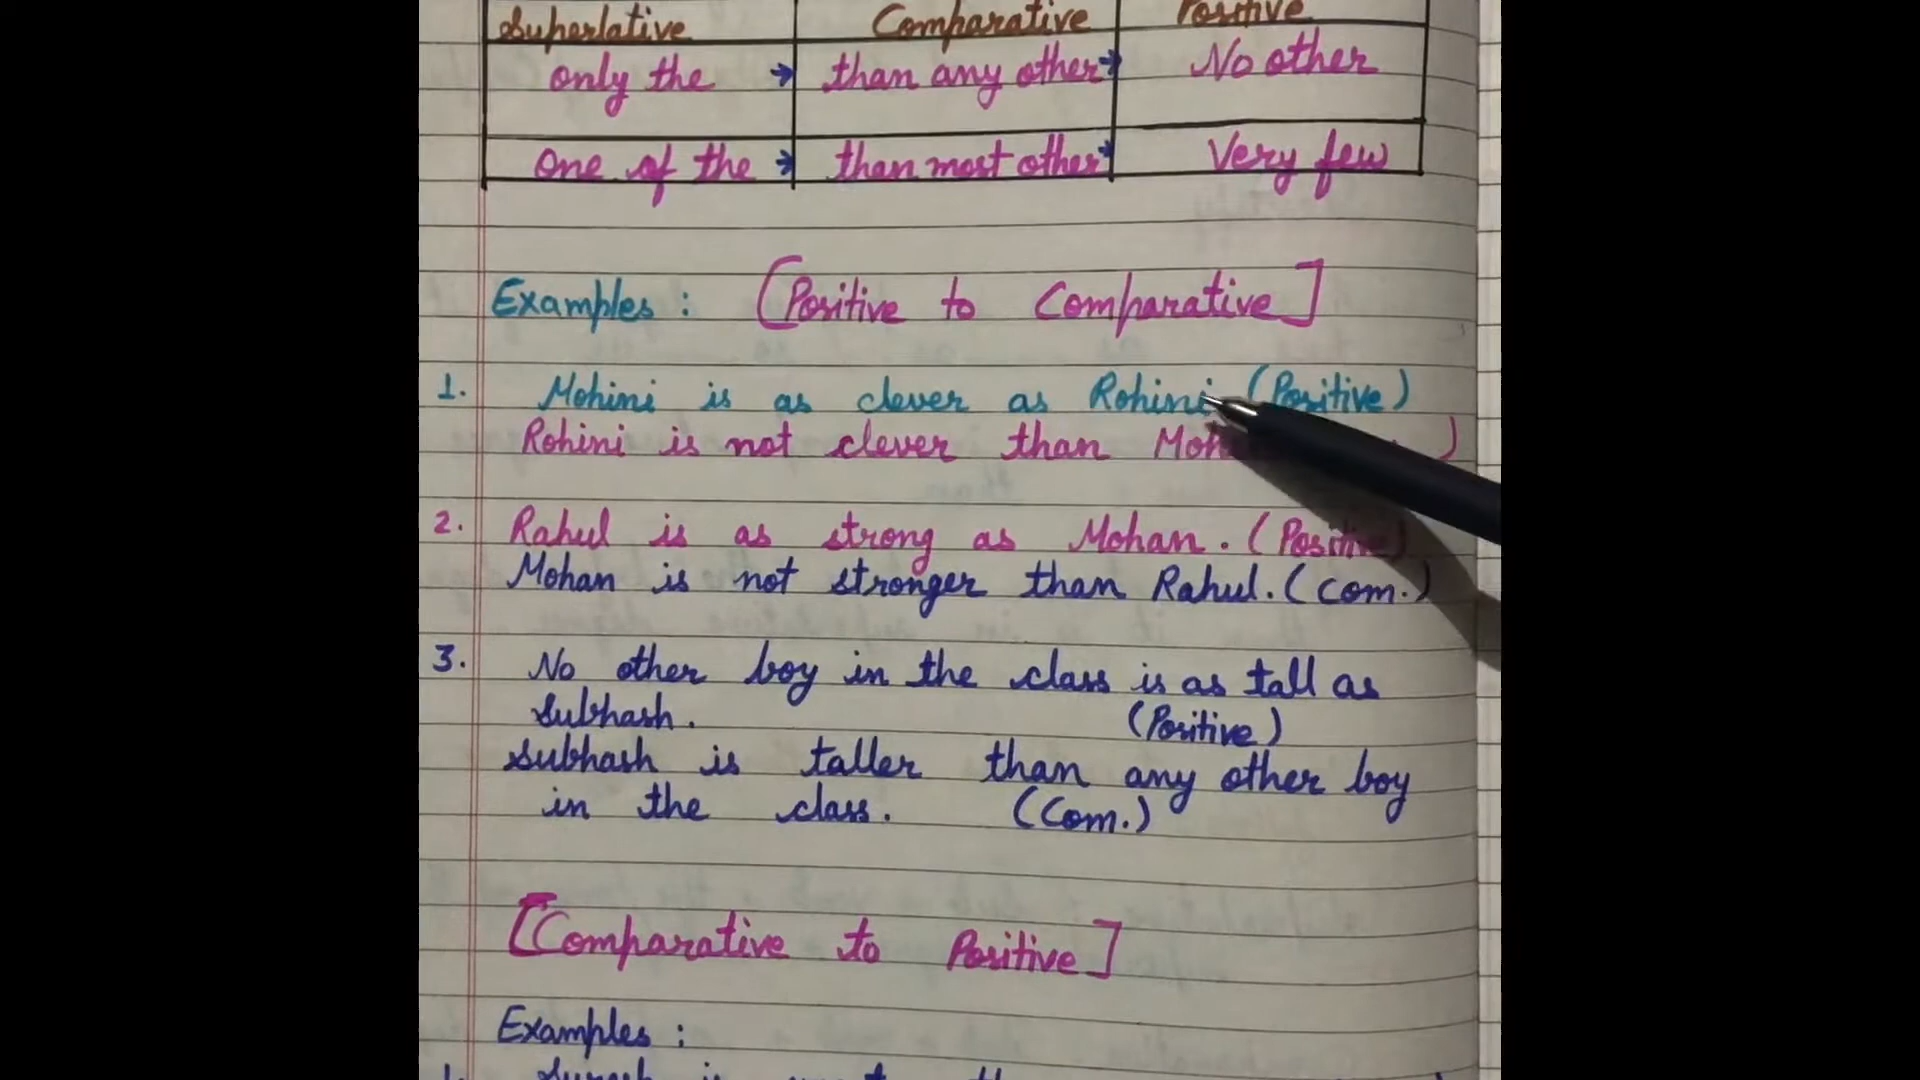 Superlative Comparative Positive
only the → than any other → No other
one of the → than most other → Very few
Examples : [Positive to Comparative]
1. Mohini is as clever as Rohini (Positive)
Rohini is not clever than )
2. Rahul is as strong as Mohan. (Positive)
Mohan is not stronger than Rahul. (Com.)
3. No other boy in the class is as tall as
Subhash. (Positive)
Subhash is taller than any other boy
in the class. (Com.)
[Comparative to Positive]
Examples :
1.